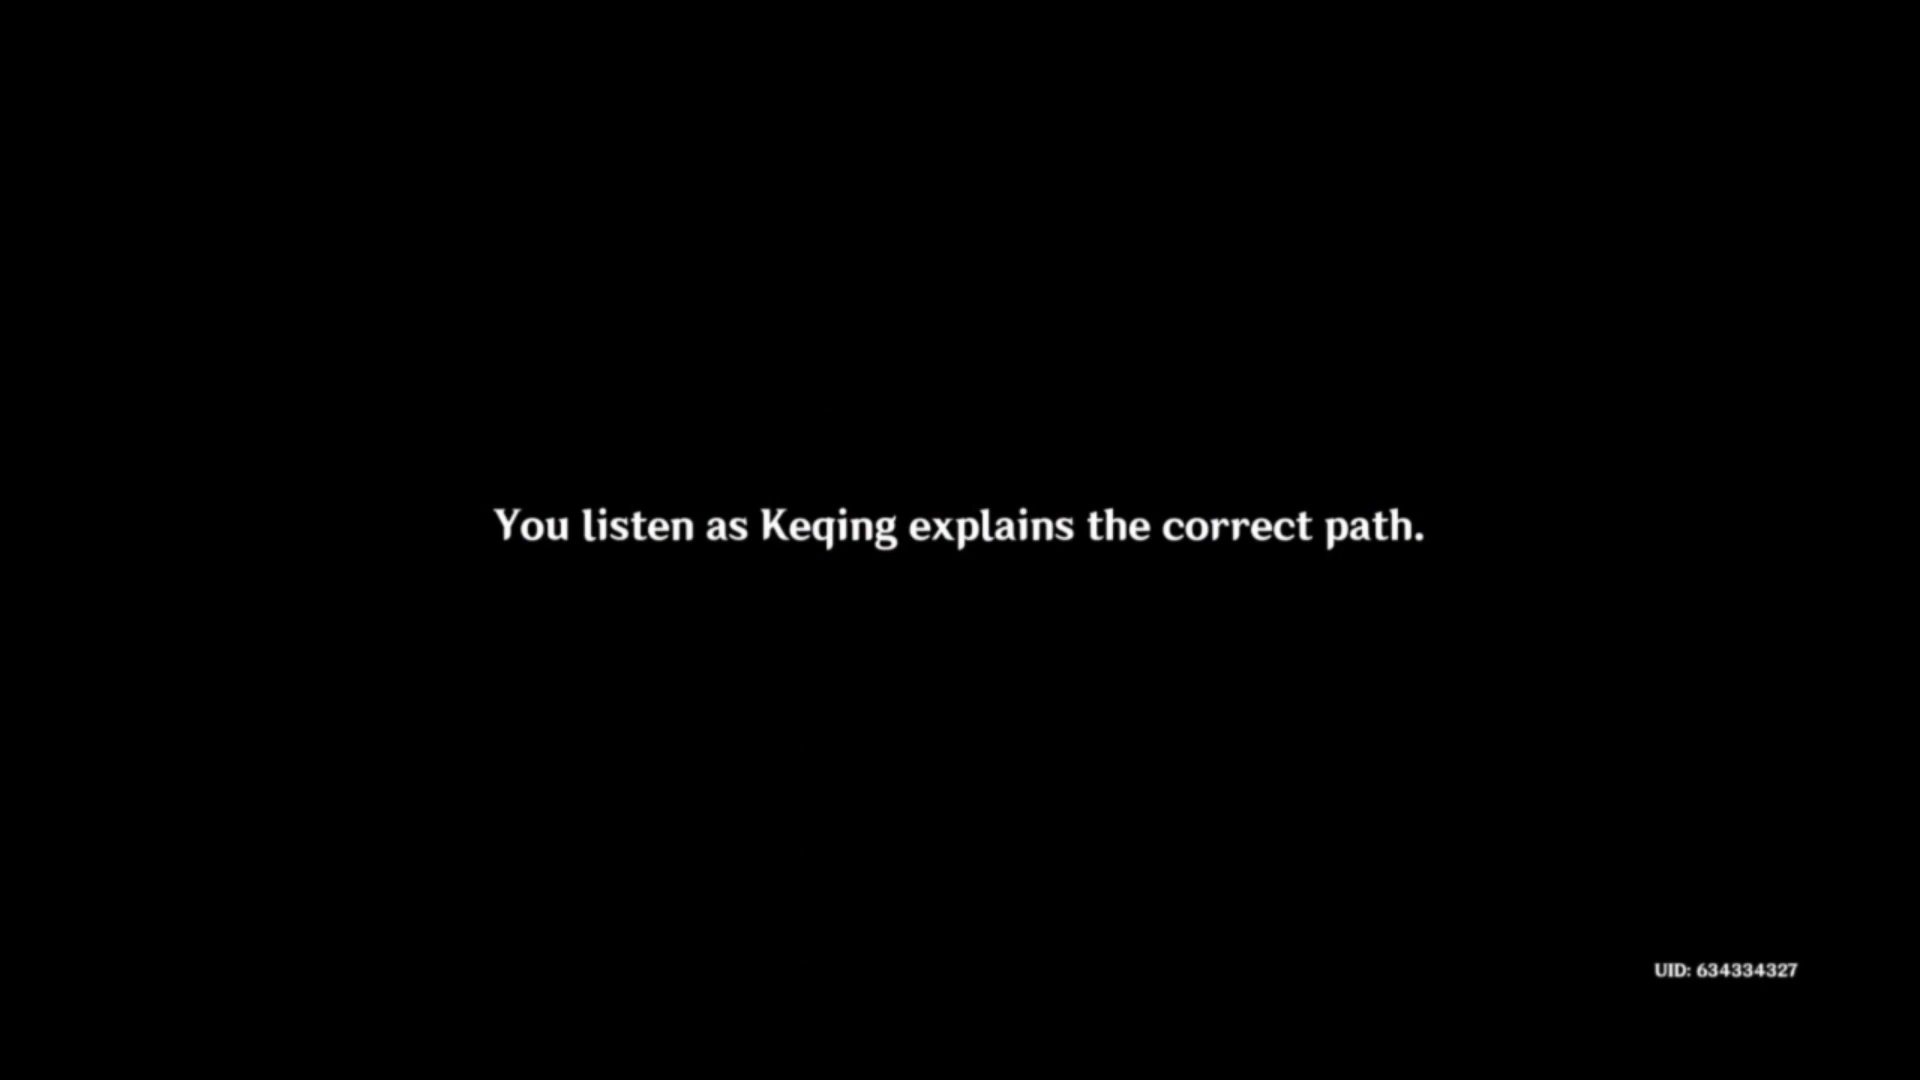 You listen as Keqing explains the correct path.
UID: 634334327